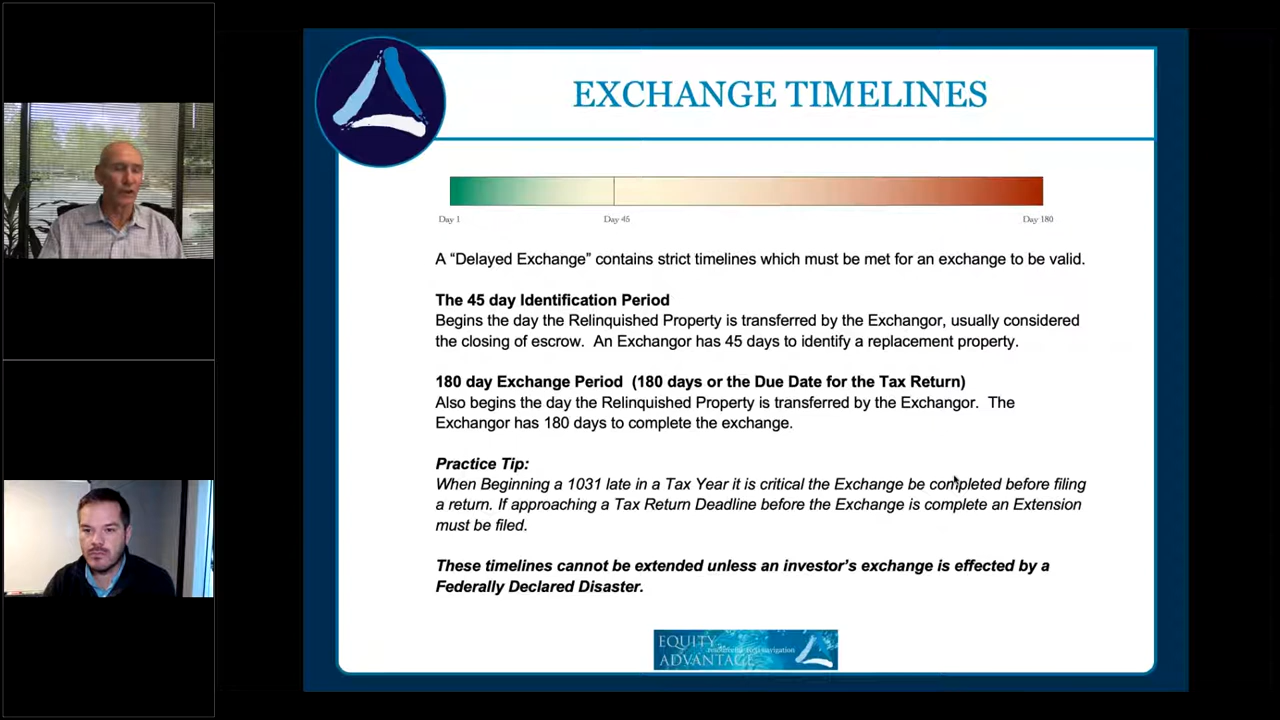 EXCHANGE TIMELINES
Day 1
Day 45
Day 180
A “Delayed Exchange” contains strict timelines which must be met for an exchange to be valid.
The 45 day Identification Period
Begins the day the Relinquished Property is transferred by the Exchangor, usually considered
the closing of escrow.  An Exchangor has 45 days to identify a replacement property.
180 day Exchange Period  (180 days or the Due Date for the Tax Return)
Also begins the day the Relinquished Property is transferred by the Exchangor.  The
Exchangor has 180 days to complete the exchange.
Practice Tip:
When Beginning a 1031 late in a Tax Year it is critical the Exchange be completed before filing
a return. If approaching a Tax Return Deadline before the Exchange is complete an Extension
must be filed.
These timelines cannot be extended unless an investor’s exchange is effected by a
Federally Declared Disaster.
EQUITY
navigation
ADVANTAGE